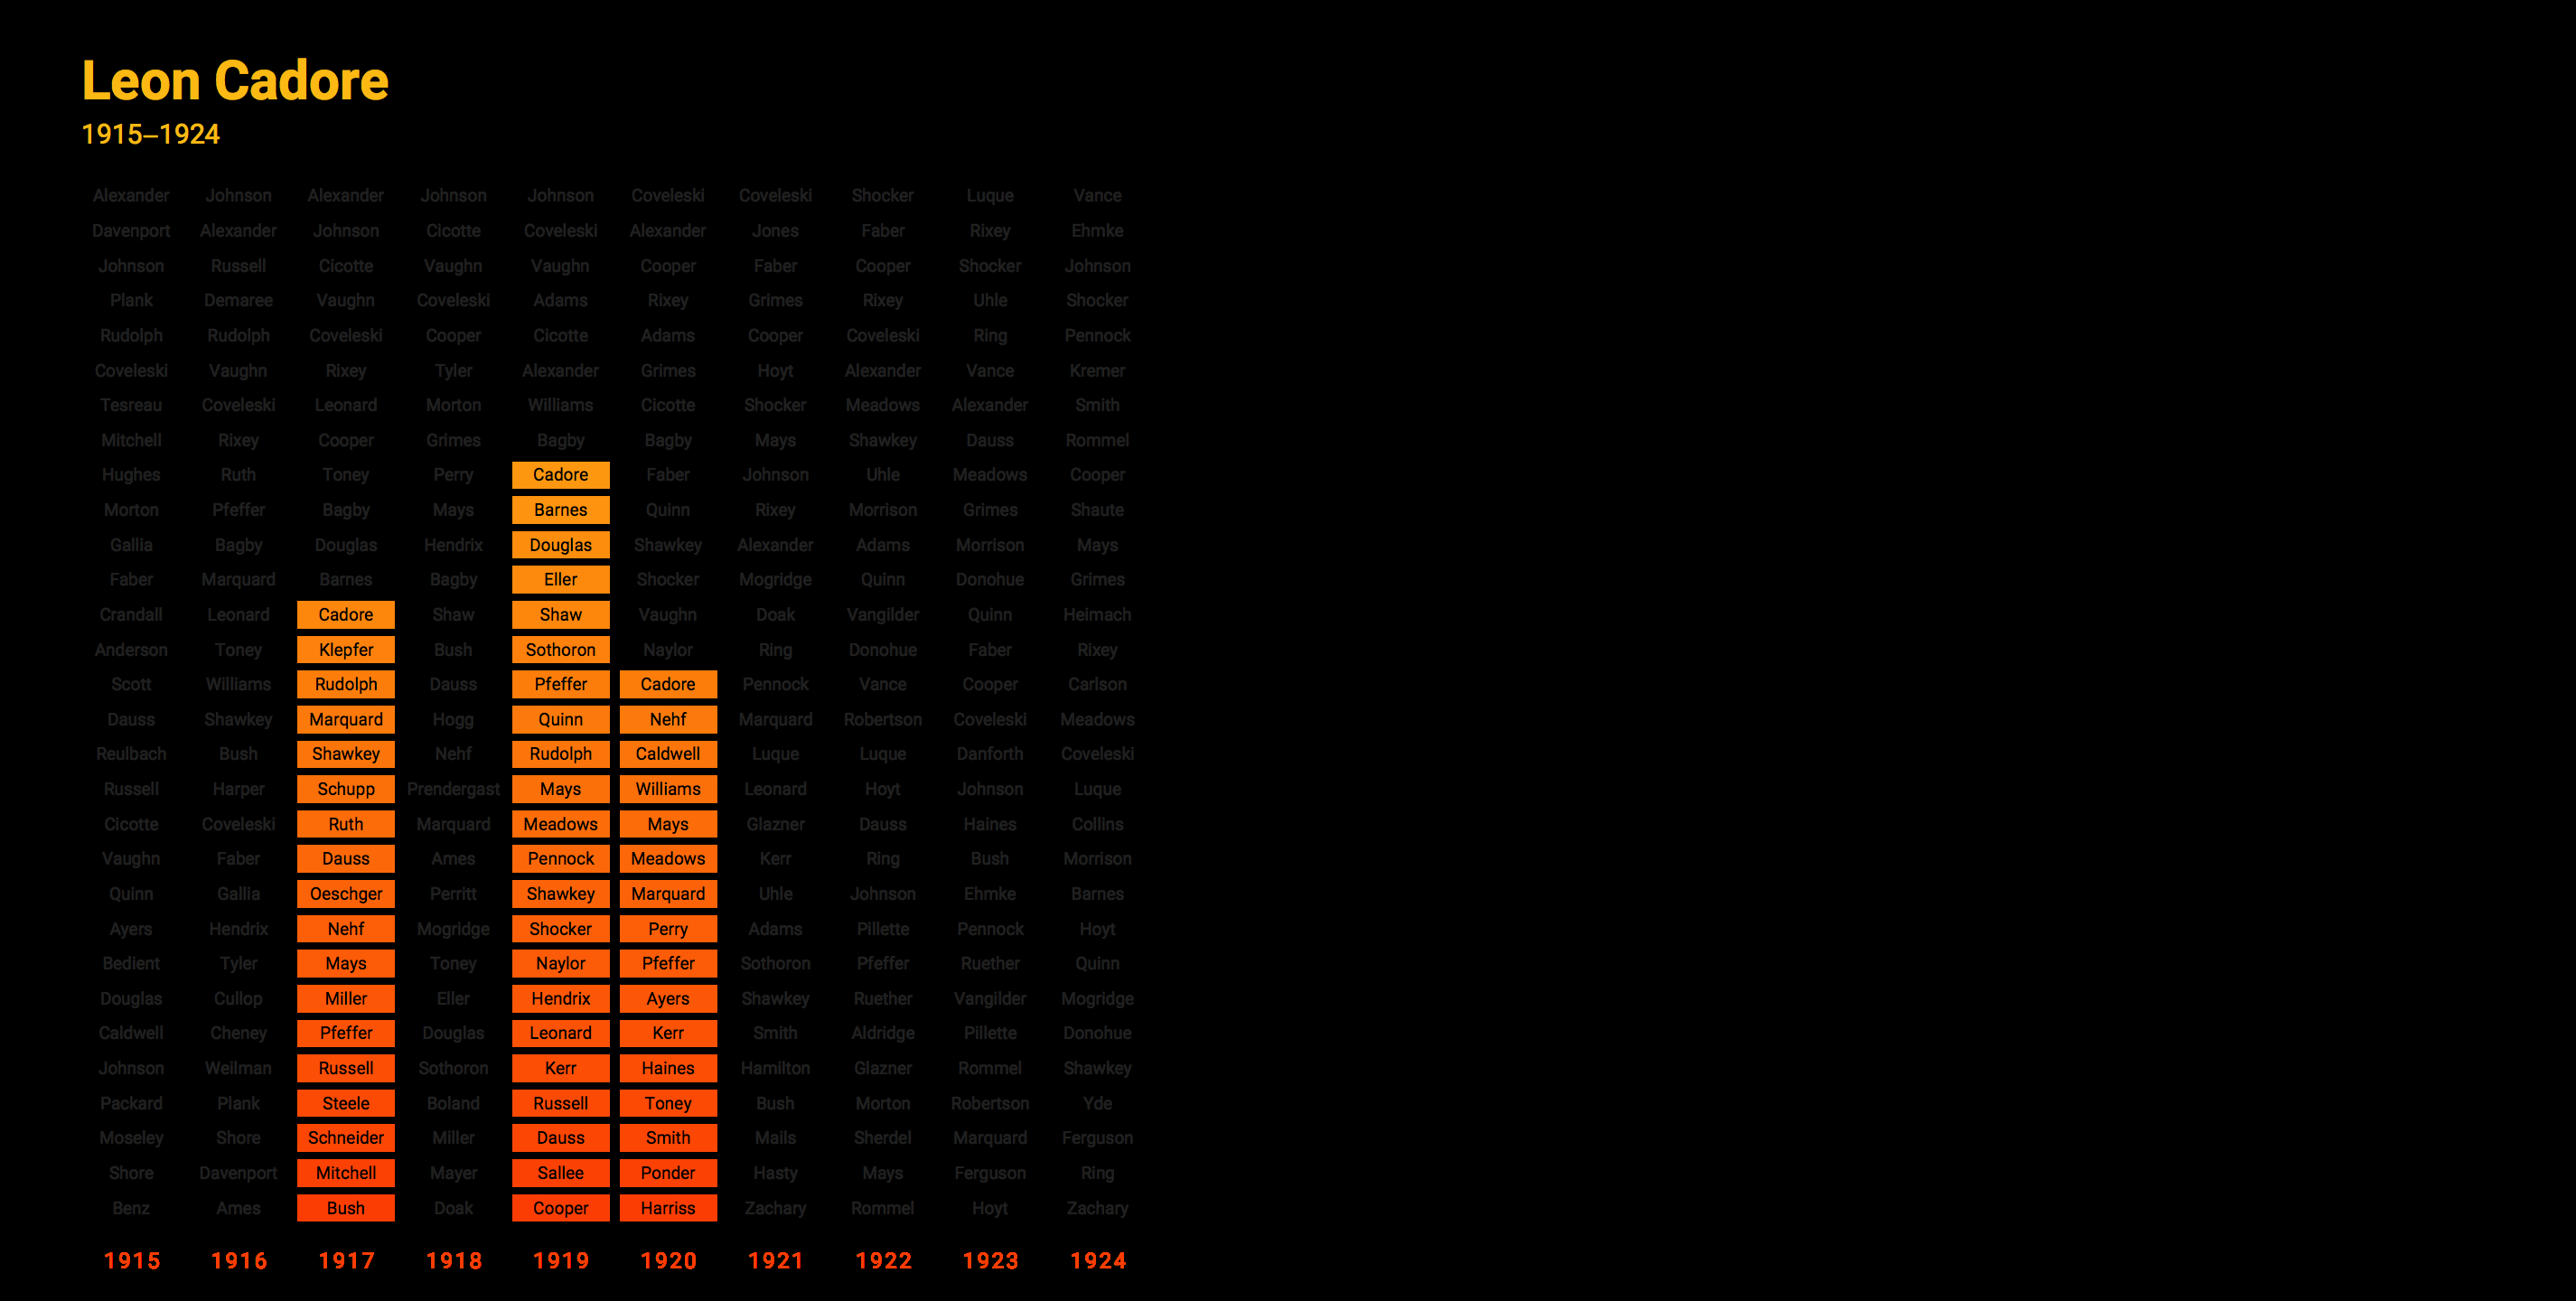 Leon Cadore
1915–1924
Alexander Johnson Alexander Johnson Johnson Coveleski Coveleski Shocker Luque Vance
Davenport Alexander Johnson Cicotte Coveleski Alexander Jones Faber Rixey Ehmke
Johnson Russell Cicotte Vaughn Vaughn Cooper Faber Cooper Shocker Johnson
Plank Demaree Vaughn Coveleski Adams Rixey Grimes Rixey Uhle Shocker
Rudolph Rudolph Coveleski Cooper Cicotte Adams Cooper Coveleski Ring Pennock
Coveleski Vaughn Rixey Tyler Alexander Grimes Hoyt Alexander Vance Kremer
Tesreau Coveleski Leonard Morton Williams Cicotte Shocker Meadows Alexander Smith
Mitchell Rixey Cooper Grimes Bagby Bagby Mays Shawkey Dauss Rommel
Hughes Ruth Toney Perry Cadore Faber Johnson Uhle Meadows Cooper
Morton Pfeffer Bagby Mays Barnes Quinn Rixey Morrison Grimes Shaute
Gallia Bagby Douglas Hendrix Douglas Shawkey Alexander Adams Morrison Mays
Faber Marquard Barnes Bagby Eller Shocker Mogridge Quinn Donohue Grimes
Crandall Leonard Cadore Shaw Shaw Vaughn Doak Vangilder Quinn Heimach
Anderson Toney Klepfer Bush Sothoron Naylor Ring Donohue Faber Rixey
Scott Williams Rudolph Dauss Pfeffer Cadore Pennock Vance Cooper Carlson
Dauss Shawkey Marquard Hogg Quinn Nehf Marquard Robertson Coveleski Meadows
Reulbach Bush Shawkey Nehf Rudolph Caldwell Luque Luque Danforth Coveleski
Russell Harper Schupp Prendergast Mays Williams Leonard Hoyt Johnson Luque
Cicotte Coveleski Ruth Marquard Meadows Mays Glazner Dauss Haines Collins
Vaughn Faber Dauss Ames Pennock Meadows Kerr Ring Bush Morrison
Quinn Gallia Oeschger Perritt Shawkey Marquard Uhle Johnson Ehmke Barnes
Ayers Hendrix Nehf Mogridge Shocker Perry Adams Pillette Pennock Hoyt
Bedient Tyler Mays Toney Naylor Pfeffer Sothoron Pfeffer Ruether Quinn
Douglas Cullop Miller Eller Hendrix Ayers Shawkey Ruether Vangilder Mogridge
Caldwell Cheney Pfeffer Douglas Leonard Kerr Smith Aldridge Pillette Donohue
Johnson Weilman Russell Sothoron Kerr Haines Hamilton Glazner Rommel Shawkey
Packard Plank Steele Boland Russell Toney Bush Morton Robertson Yde
Moseley Shore Schneider Miller Dauss Smith Mails Sherdel Marquard Ferguson
Shore Davenport Mitchell Mayer Sallee Ponder Hasty Mays Ferguson Ring
Benz Ames Bush Doak Cooper Harriss Zachary Rommel Hoyt Zachary
1915 1916 1917 1918 1919 1920 1921 1922 1923 1924